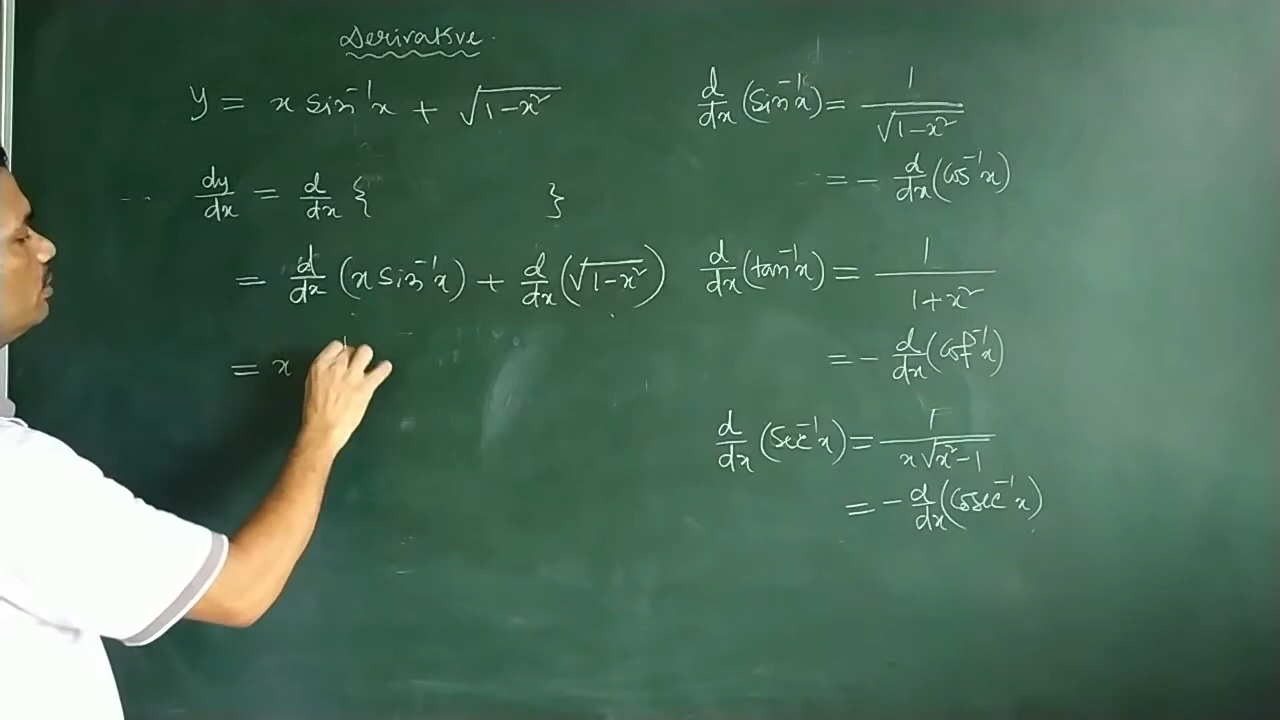 Derivative.
y = x sin⁻¹x + √(1-x²)
dy/dx = d/dx { }
= d/dx (x sin⁻¹x) + d/dx (√(1-x²))
= x
d/dx (sin⁻¹x) = 1/√(1-x²)
= - d/dx (cos⁻¹x)
d/dx (tan⁻¹x) = 1/(1+x²)
= - d/dx (cot⁻¹x)
d/dx (sec⁻¹x) = 1/(x√(x²-1))
= - d/dx (cosec⁻¹x)